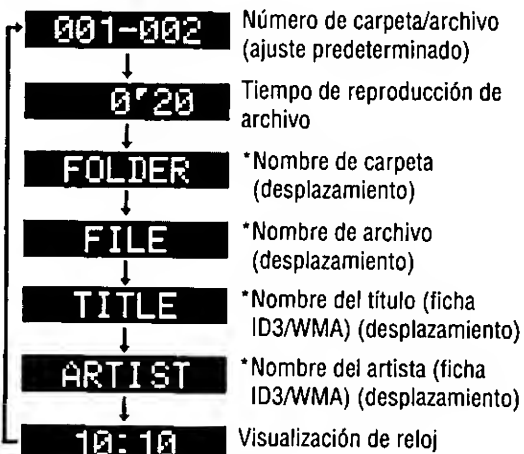 001-002
Número de carpeta/archivo
(ajuste predeterminado)
0'20
Tiempo de reproducción de
archivo
FOLDER
*Nombre de carpeta
(desplazamiento)
FILE
*Nombre de archivo
(desplazamiento)
TITLE
*Nombre del título (ficha
ID3/WMA) (desplazamiento)
ARTIST
*Nombre del artista (ficha
ID3/WMA) (desplazamiento)
10:10
Visualización de reloj